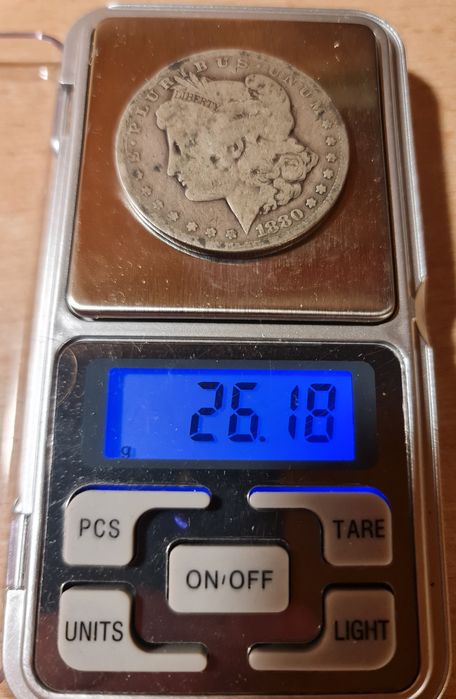 E·PLURIBUS·UNUM
LIBERTY
1880
26.18
g
PCS
TARE
ON/OFF
UNITS
LIGHT